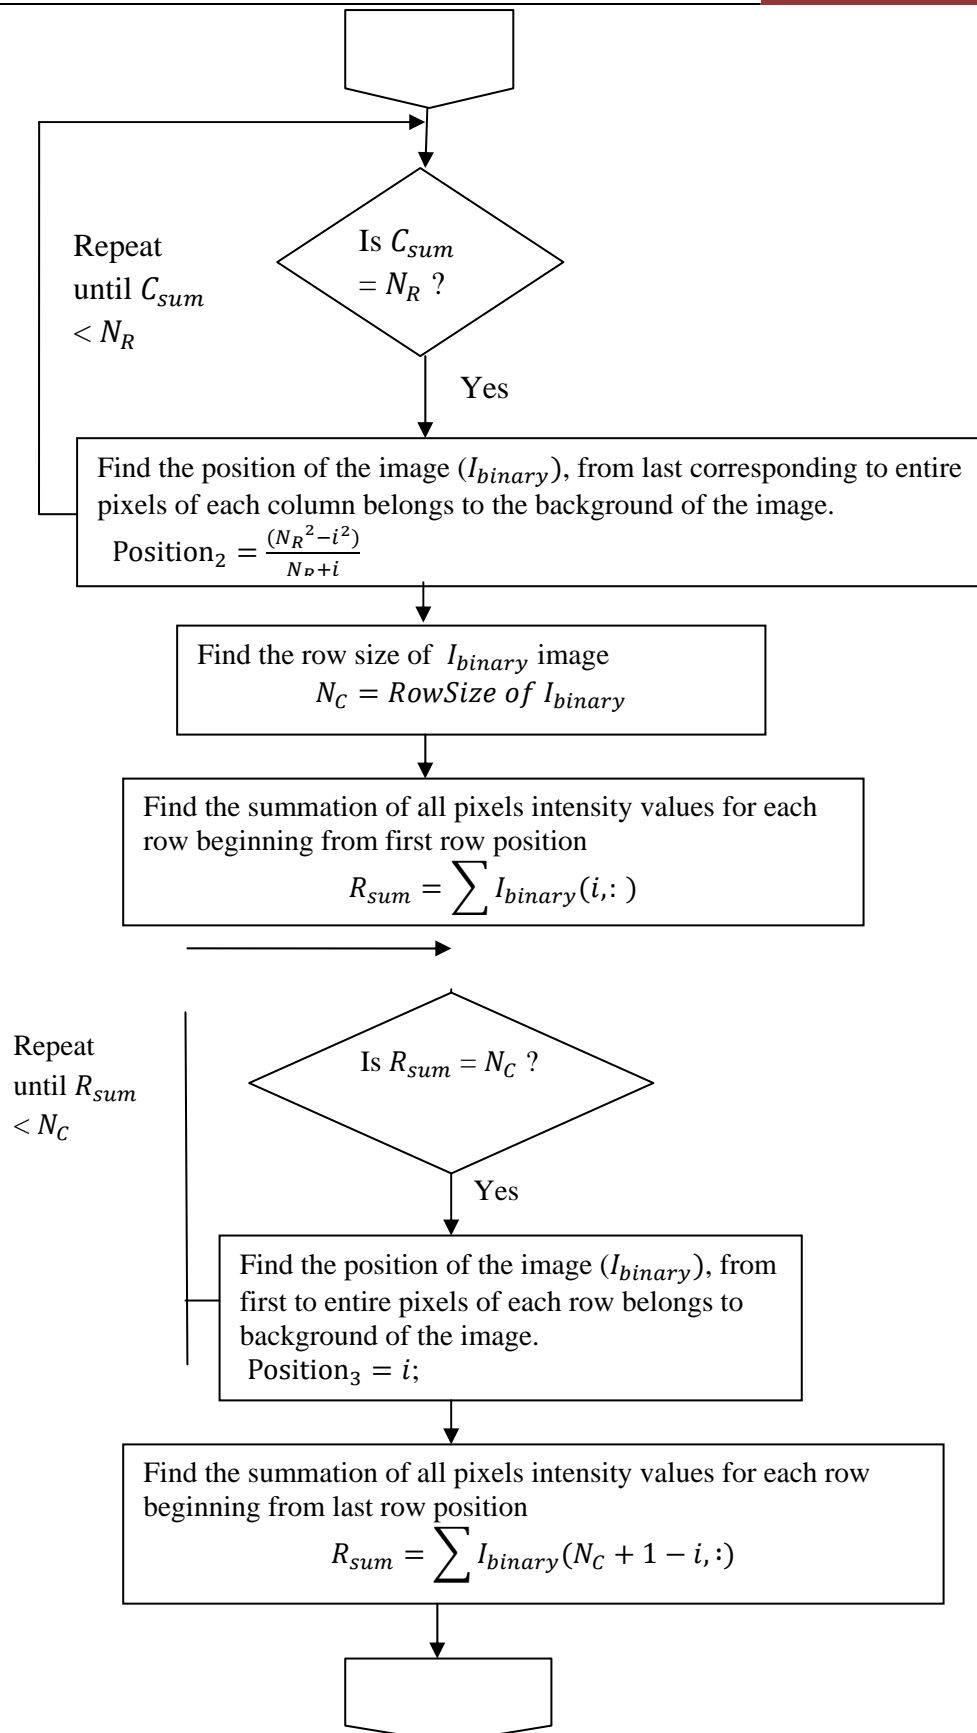 Is C_sum
= N_R ?
Repeat
until C_sum
< N_R
Yes
Find the position of the image (I_binary), from last corresponding to entire
pixels of each column belongs to the background of the image.
Position₂ = (N_R² − i²) / (N_R + i)
Find the row size of I_binary image
N_C = RowSize of I_binary
Find the summation of all pixels intensity values for each
row beginning from first row position
R_sum = ∑ I_binary(i,: )
Repeat
until R_sum
< N_C
Is R_sum = N_C ?
Yes
Find the position of the image (I_binary), from
first to entire pixels of each row belongs to
background of the image.
Position₃ = i;
Find the summation of all pixels intensity values for each row
beginning from last row position
R_sum = ∑ I_binary(N_C + 1 − i,:)